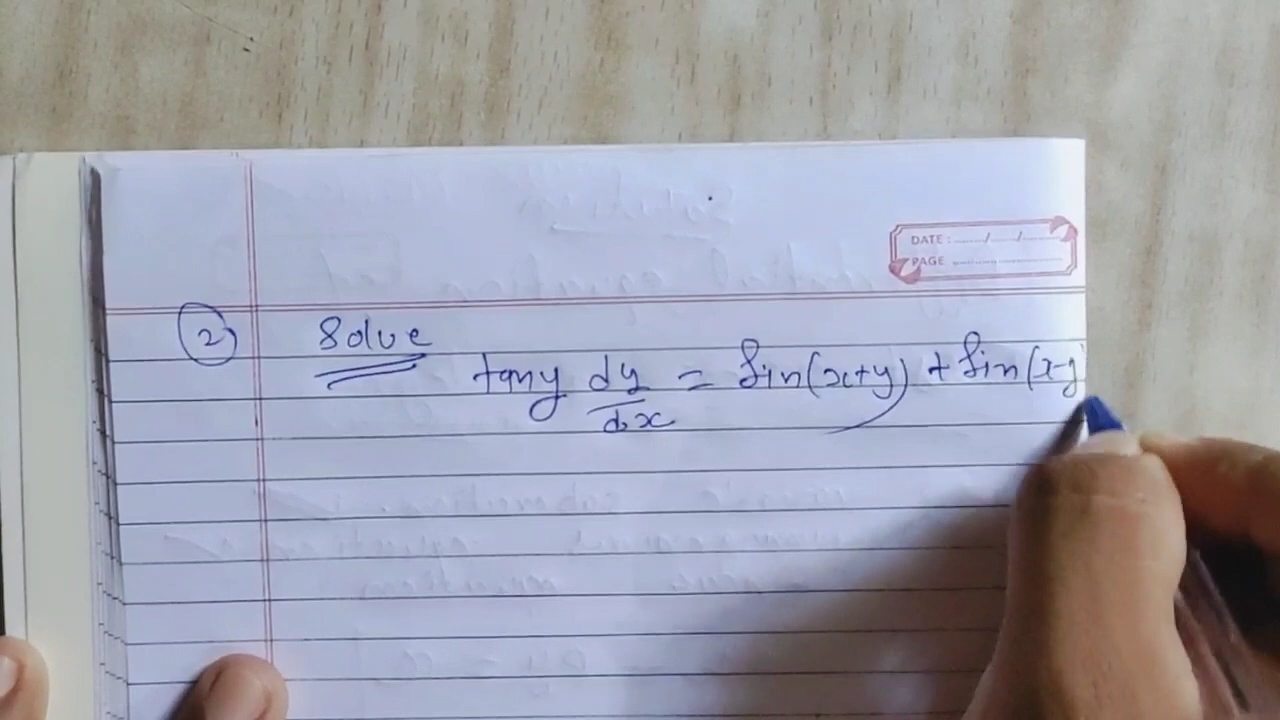 DATE : ....../....../..........
PAGE ..........................
2 Solve
tany dy/dx = Sin(x+y) + Sin(x-y